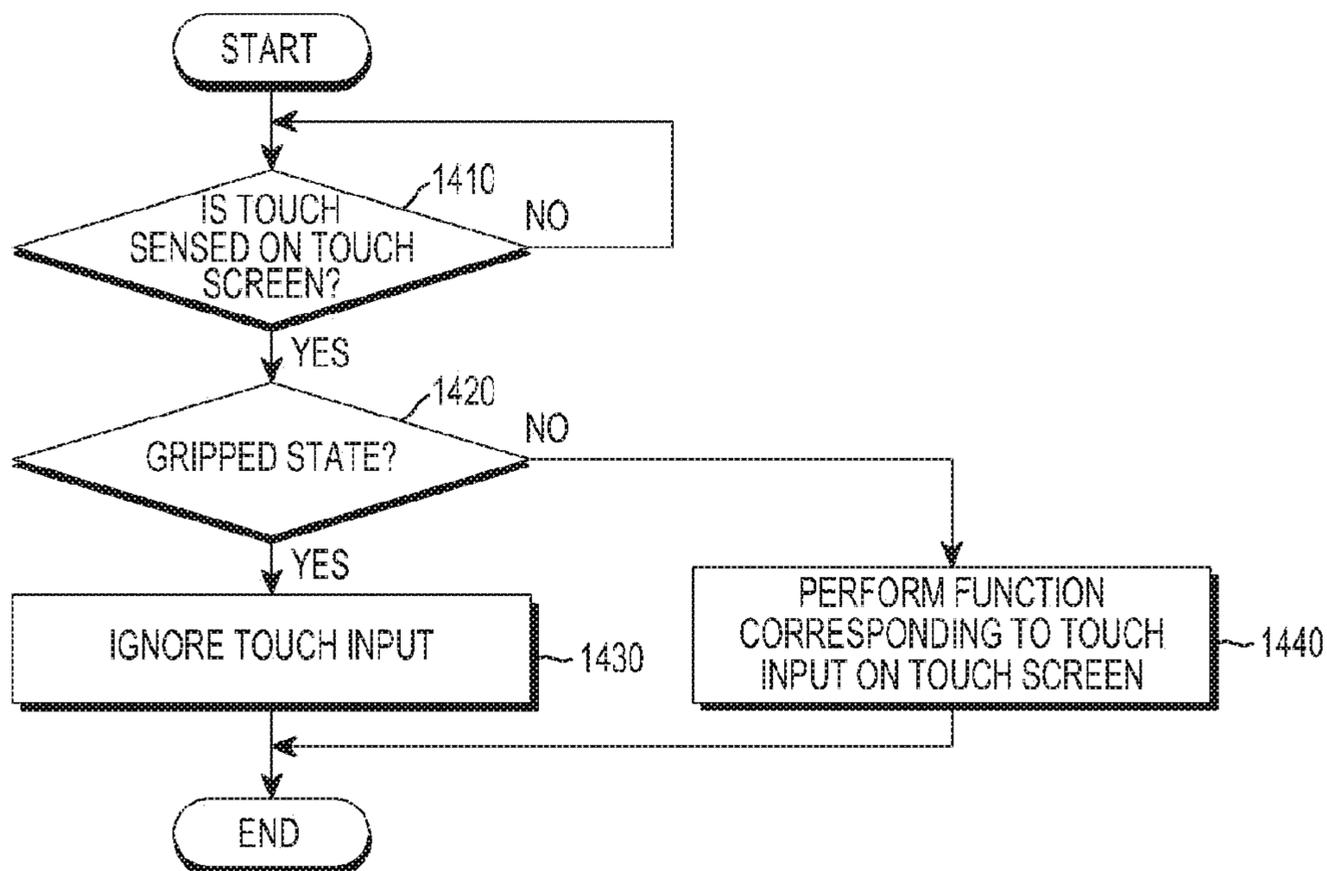 START
1410
IS TOUCH
SENSED ON TOUCH
SCREEN?
NO
YES
1420
GRIPPED STATE?
NO
YES
IGNORE TOUCH INPUT
1430
PERFORM FUNCTION
CORRESPONDING TO TOUCH
INPUT ON TOUCH SCREEN
1440
END